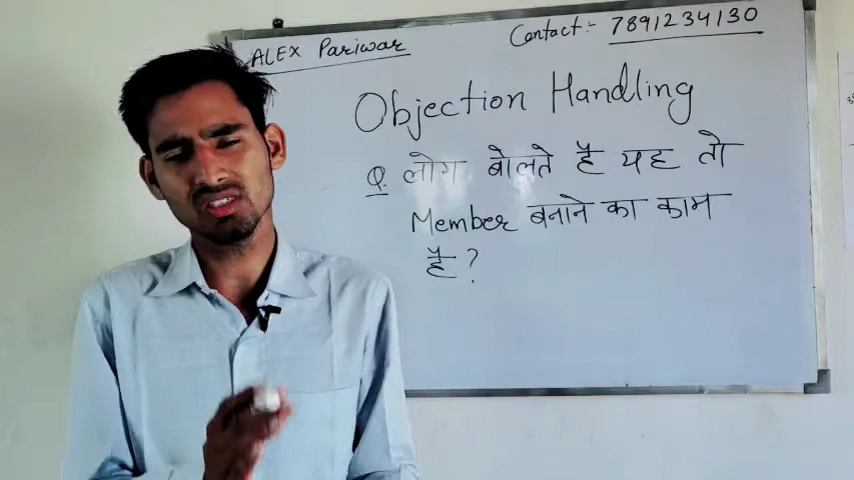 ALEX Pariwar
Contact:- 7891234130
Objection Handling
Q. लोग बोलते है यह तो
Member बनाने का काम
है?